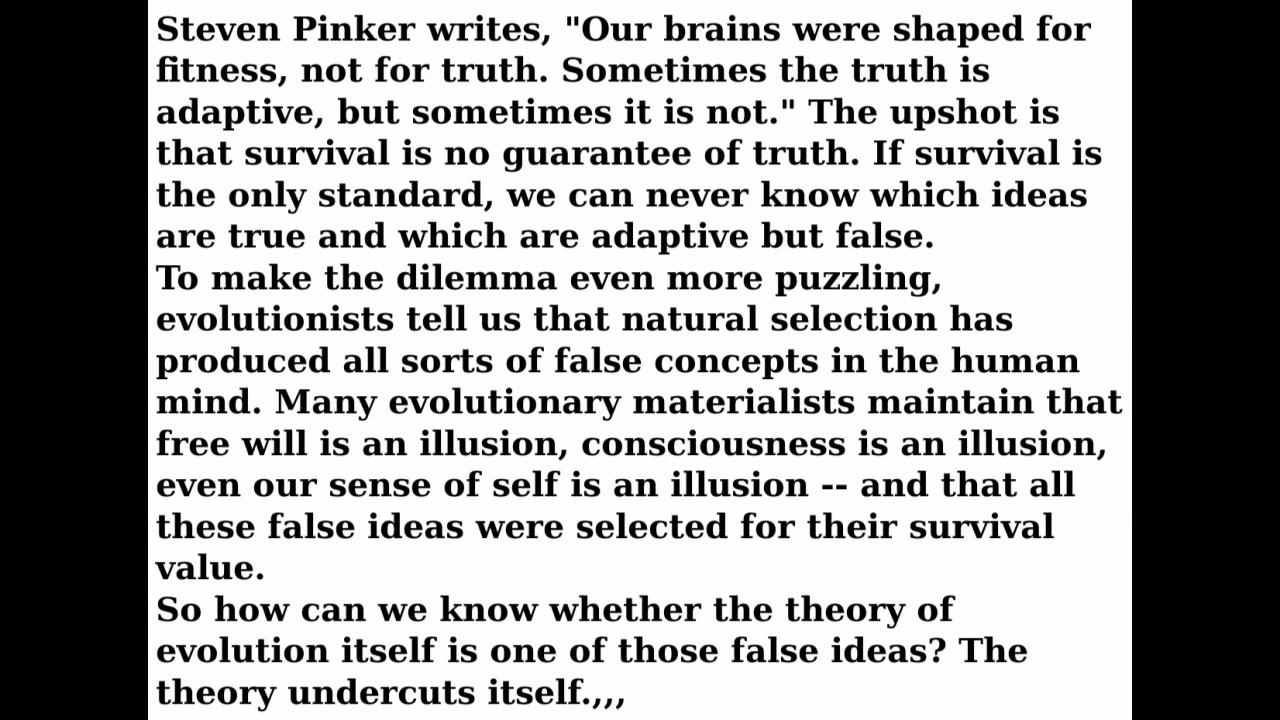 Steven Pinker writes, "Our brains were shaped for
fitness, not for truth. Sometimes the truth is
adaptive, but sometimes it is not." The upshot is
that survival is no guarantee of truth. If survival is
the only standard, we can never know which ideas
are true and which are adaptive but false.
To make the dilemma even more puzzling,
evolutionists tell us that natural selection has
produced all sorts of false concepts in the human
mind. Many evolutionary materialists maintain that
free will is an illusion, consciousness is an illusion,
even our sense of self is an illusion -- and that all
these false ideas were selected for their survival
value.
So how can we know whether the theory of
evolution itself is one of those false ideas? The
theory undercuts itself.,,,